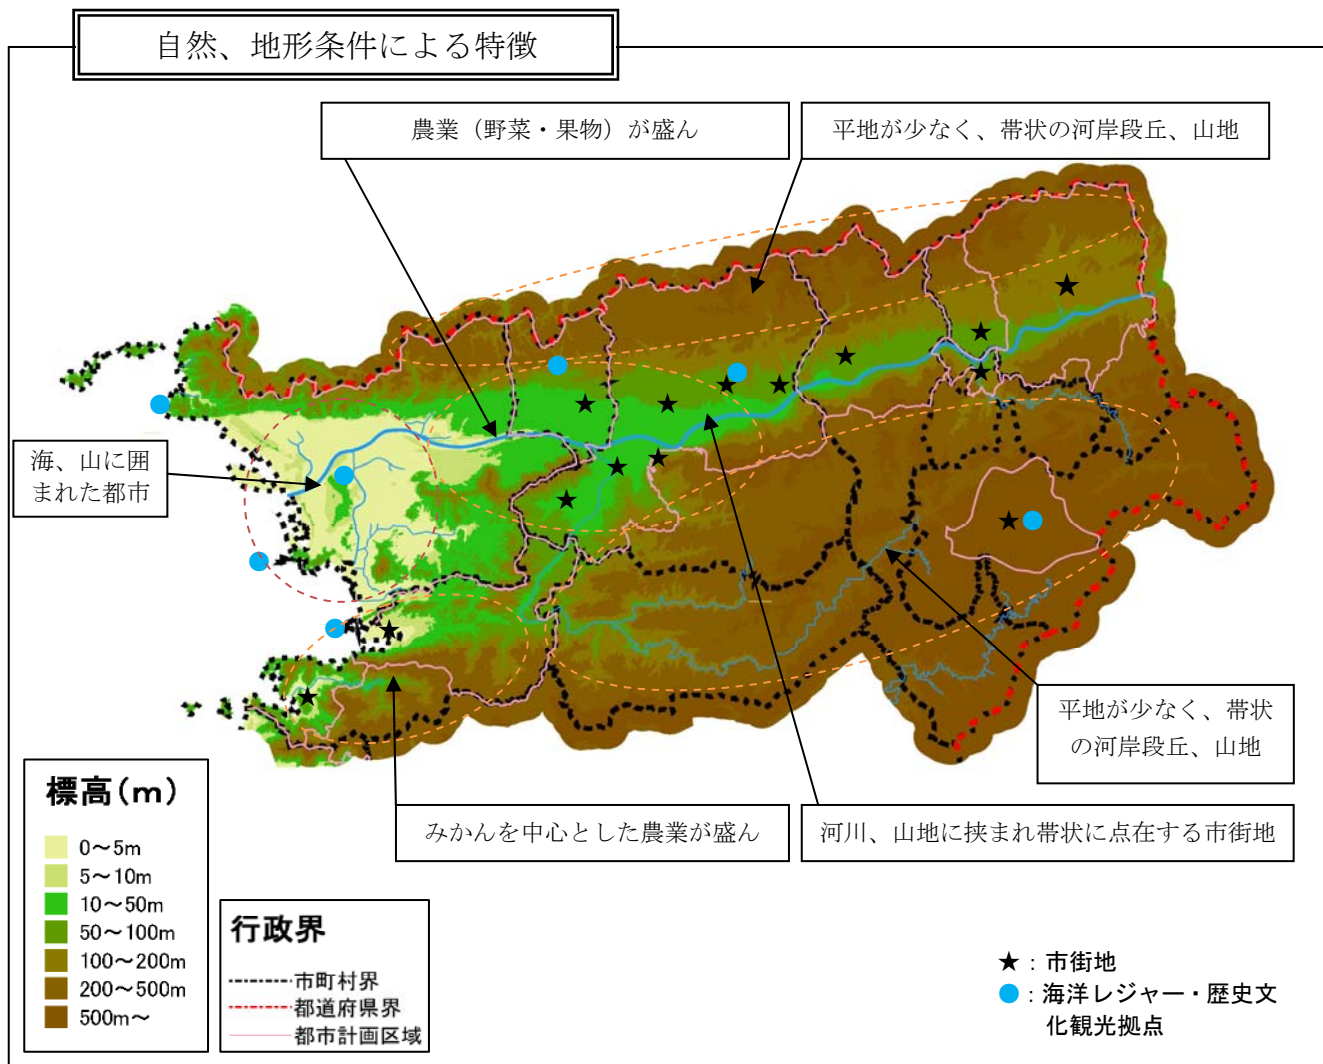 自然、地形条件による特徴
農業（野菜・果物）が盛ん
平地が少なく、帯状の河岸段丘、山地
海、山に囲
まれた都市
平地が少なく、帯状
の河岸段丘、山地
みかんを中心とした農業が盛ん
河川、山地に挟まれ帯状に点在する市街地
標高(m)
0～5m
5～10m
10～50m
50～100m
100～200m
200～500m
500m～
行政界
市町村界
都道府県界
都市計画区域
★：市街地
●：海洋レジャー・歴史文
化観光拠点